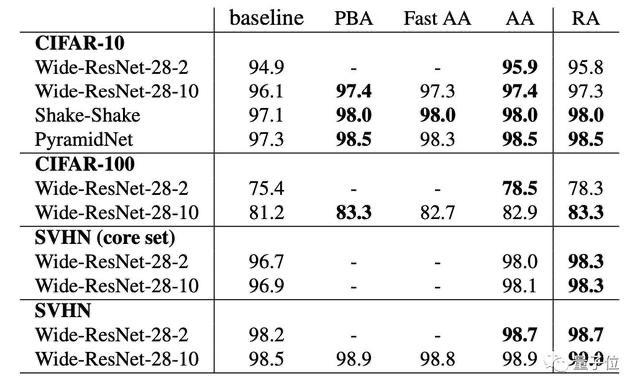 baseline PBA Fast AA AA RA
CIFAR-10
Wide-ResNet-28-2 94.9 - - 95.9 95.8
Wide-ResNet-28-10 96.1 97.4 97.3 97.4 97.3
Shake-Shake 97.1 98.0 98.0 98.0 98.0
PyramidNet 97.3 98.5 98.3 98.5 98.5
CIFAR-100
Wide-ResNet-28-2 75.4 - - 78.5 78.3
Wide-ResNet-28-10 81.2 83.3 82.7 82.9 83.3
SVHN (core set)
Wide-ResNet-28-2 96.7 - - 98.0 98.3
Wide-ResNet-28-10 96.9 - - 98.1 98.3
SVHN
Wide-ResNet-28-2 98.2 - - 98.7 98.7
Wide-ResNet-28-10 98.5 98.9 98.8 98.9
量子位